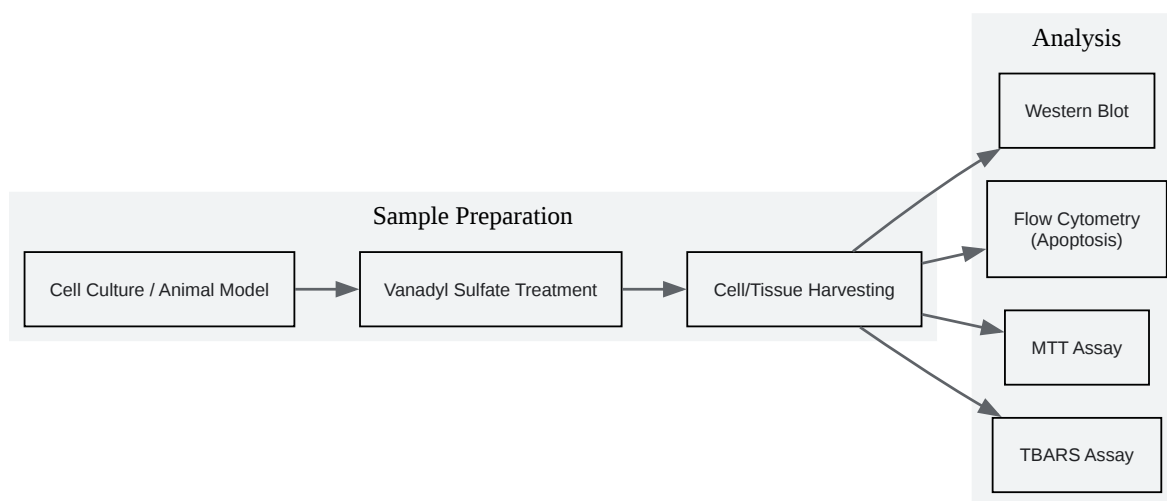 Analysis
Western Blot
Sample Preparation
Flow Cytometry
(Apoptosis)
Cell Culture / Animal Model
Vanadyl Sulfate Treatment
Cell/Tissue Harvesting
MTT Assay
TBARS Assay